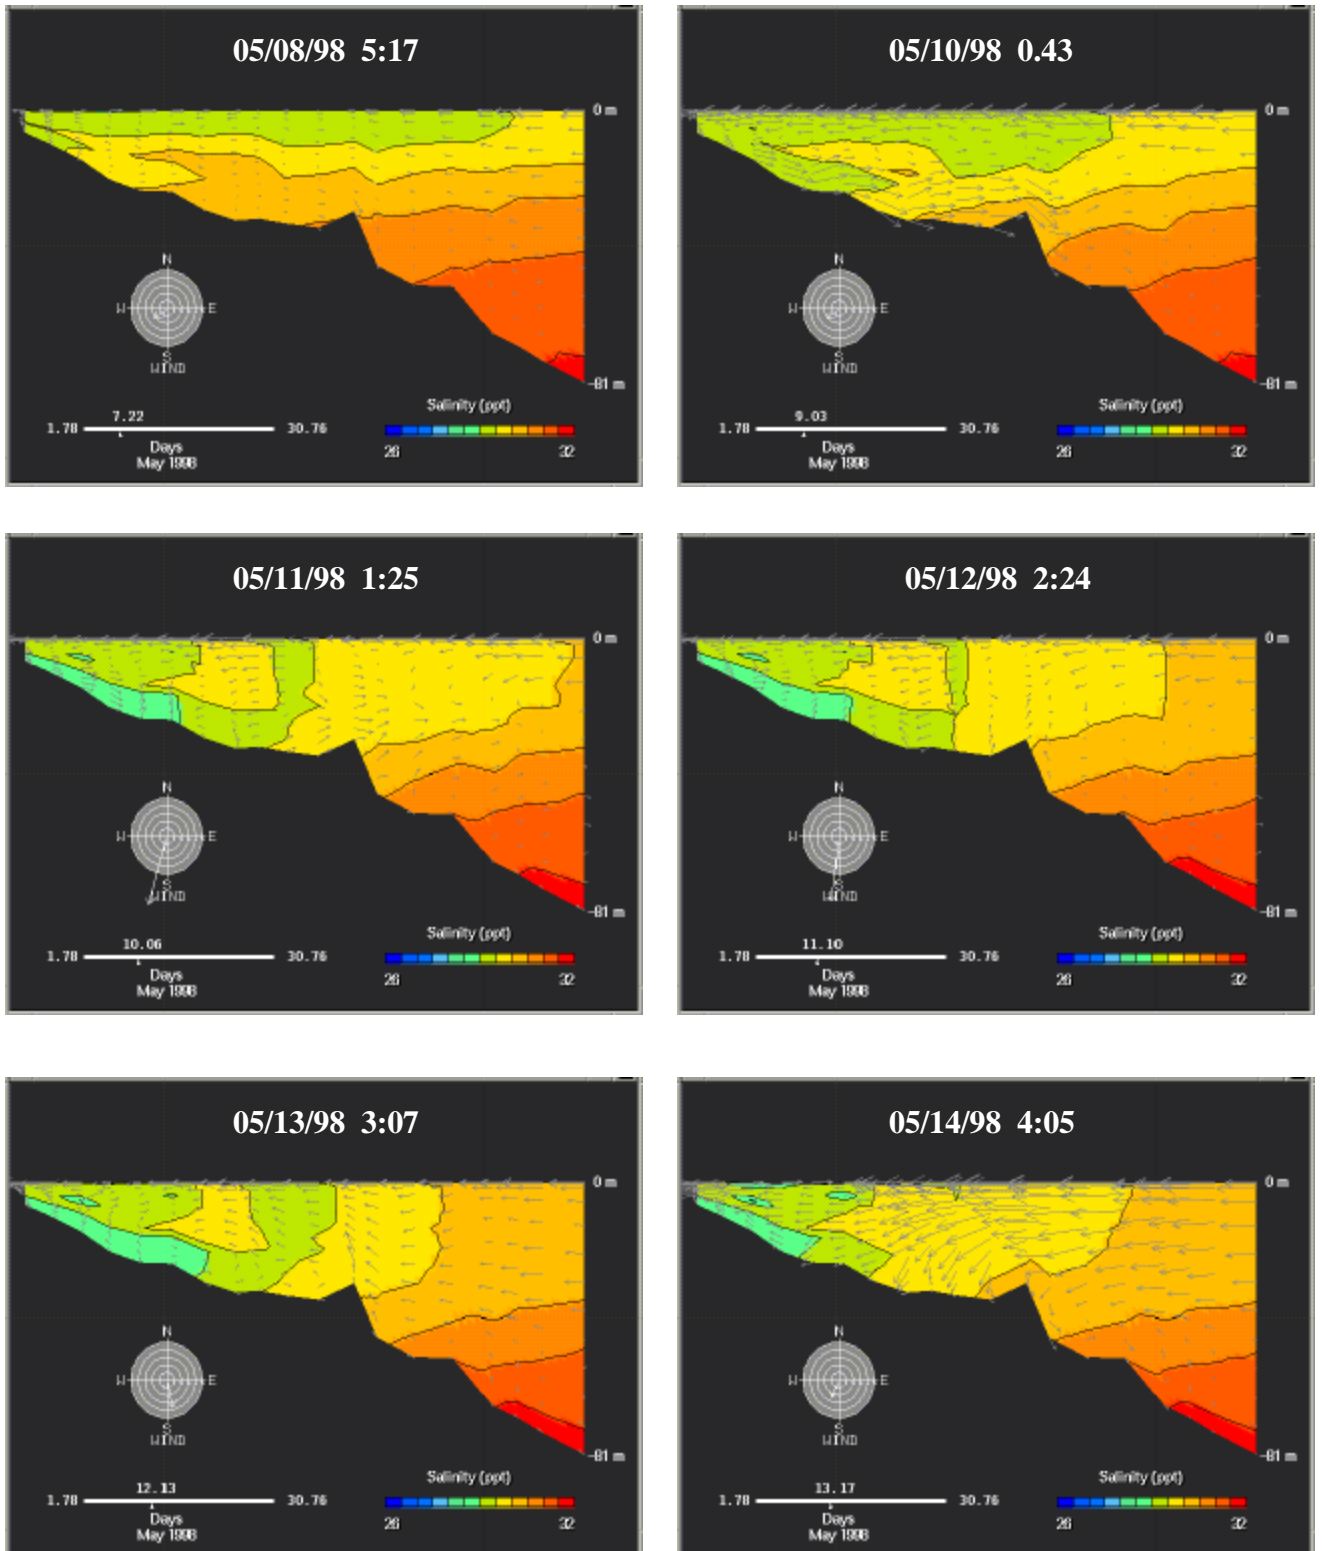 05/08/98 5:17
0 m
N
W E
S
WIND
-81 m
7.22
1.78 30.76
Days
May 1998
Salinity (ppt)
26 32
05/10/98 0.43
0 m
N
W E
S
WIND
-81 m
9.03
1.78 30.76
Days
May 1998
Salinity (ppt)
26 32
05/11/98 1:25
0 m
N
W E
S
WIND
-81 m
10.06
1.78 30.76
Days
May 1998
Salinity (ppt)
26 32
05/12/98 2:24
0 m
N
W E
S
WIND
-81 m
11.10
1.78 30.76
Days
May 1998
Salinity (ppt)
26 32
05/13/98 3:07
0 m
N
W E
S
WIND
-81 m
12.13
1.78 30.76
Days
May 1998
Salinity (ppt)
26 32
05/14/98 4:05
0 m
N
W E
S
WIND
-81 m
13.17
1.78 30.76
Days
May 1998
Salinity (ppt)
26 32